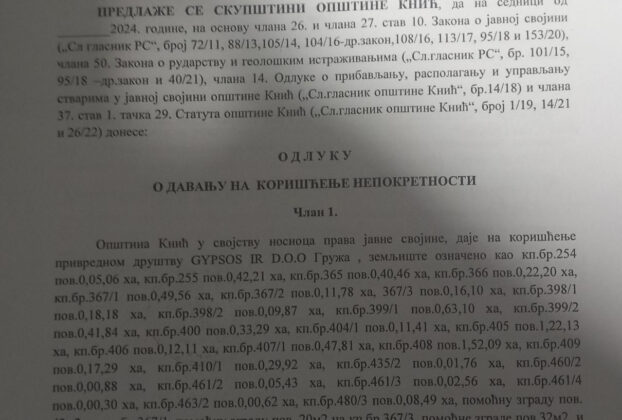 ПРЕДЛАЖЕ СЕ СКУПШТИНИ ОПШТИНЕ КНИЋ, да на седници од
________ 2024. године, на основу члана 26. и члана 27. став 10. Закона о јавној својини
(„Сл гласник РС“, број 72/11, 88/13,105/14, 104/16-др.закон,108/16, 113/17, 95/18 и 153/20),
члана 50. Закона о рударству и геолошким истраживањима („Сл.гласник РС“, бр. 101/15,
95/18 –др.закон и 40/21), члана 14. Одлуке о прибављању, располагању и управљању
стварима у јавној својини општине Кнић („Сл.гласник општине Кнић“, бр.14/18) и члана
37. став 1. тачка 29. Статута општине Кнић („Сл.гласник општине Кнић“, број 1/19, 14/21
и 26/22) донесе:
О Д Л У К У
О ДАВАЊУ НА КОРИШЋЕЊЕ НЕПОКРЕТНОСТИ
Члан 1.
Општина Кнић у својству носиоца права јавне својине, даје на коришћење
привредном друштву GYPSOS IR D.O.O Гружа , земљиште означено као кп.бр.254
пов.0,05,06 ха, кп.бр.255 пов.0,42,21 ха, кп.бр.365 пов.0,40,46 ха, кп.бр.366 пов.0,22,20 ха,
кп.бр.367/1 пов.0,49,56 ха, кп.бр.367/2 пов.0,11,78 ха, 367/3 пов.0,16,10 ха, кп.бр.398/1
пов.0,18,18 ха, кп.бр.398/2 пов.0,09,87 ха, кп.бр.399/1 пов.0,63,10 ха, кп.бр.399/2
пов.0,41,84 ха, кп.бр.400 пов.0,33,29 ха, кп.бр.404/1 пов.0,11,41 ха, кп.бр.405 пов.1,22,13
ха, кп.бр.406 пов.0,12,11 ха, кп.бр.407/1 пов.0,47,81 ха, кп.бр.408 пов.1,52,09 ха, кп.бр.409
пов.0,17,29 ха, кп.бр.410/1 пов.0,29,92 ха, кп.бр.435/2 пов.0,01,76 ха, кп.бр.460/2
пов.0,00,88 ха, кп.бр.461/2 пов.0,05,43 ха, кп.бр.461/3 пов.0,02,56 ха, кп.бр.461/4
пов.0,00,30 ха, кп.бр.463/2 пов.0,00,62 ха, кп.бр.480/3 пов.0,08,49 ха, помоћну зграду пов.
кп.бр.367/3, помоћне зграде пов.32м2 и